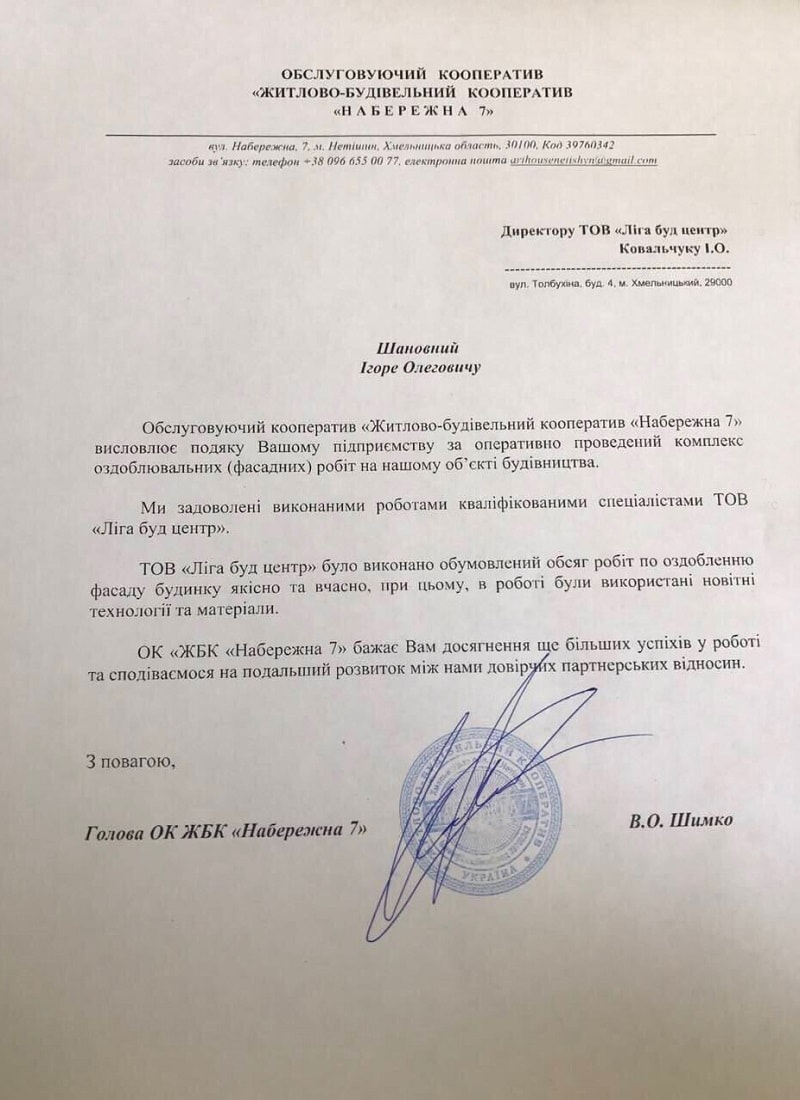 ОБСЛУГОВУЮЧИЙ КООПЕРАТИВ
«ЖИТЛОВО-БУДІВЕЛЬНИЙ КООПЕРАТИВ
«Н А Б Е Р Е Ж Н А 7»
вул. Набережна, 7, м. Нетішин, Хмельницька область, 30100, Код 39760342
засоби зв'язку: телефон +38 096 655 00 77, електронна пошта arthousenetishyn@gmail.com
Директору ТОВ «Ліга буд центр»
Ковальчуку І.О.
вул. Толбухіна, буд. 4, м. Хмельницький, 29000
Шановний
Ігоре Олеговичу
Обслуговуючий кооператив «Житлово-будівельний кооператив «Набережна 7»
висловлює подяку Вашому підприємству за оперативно проведений комплекс
оздоблювальних (фасадних) робіт на нашому об'єкті будівництва.
Ми задоволені виконаними роботами кваліфікованими спеціалістами ТОВ
«Ліга буд центр».
ТОВ «Ліга буд центр» було виконано обумовлений обсяг робіт по оздобленню
фасаду будинку якісно та вчасно, при цьому, в роботі були використані новітні
технології та матеріали.
ОК «ЖБК «Набережна 7» бажає Вам досягнення ще більших успіхів у роботі
та сподіваємося на подальший розвиток між нами довірчих партнерських відносин.
З повагою,
Голова ОК ЖБК «Набережна 7»
В.О. Шимко
КООПЕРАТИВ
УКРАЇНА